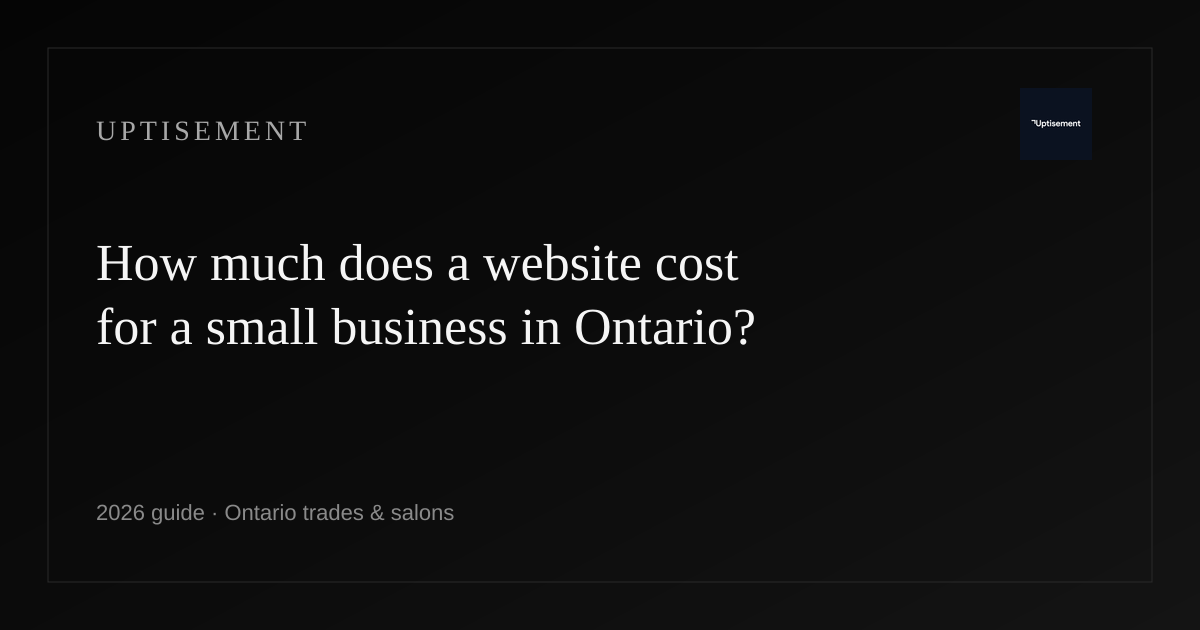 UPTISEMENT
Uptisement
How much does a website cost
for a small business in Ontario?
2026 guide · Ontario trades & salons